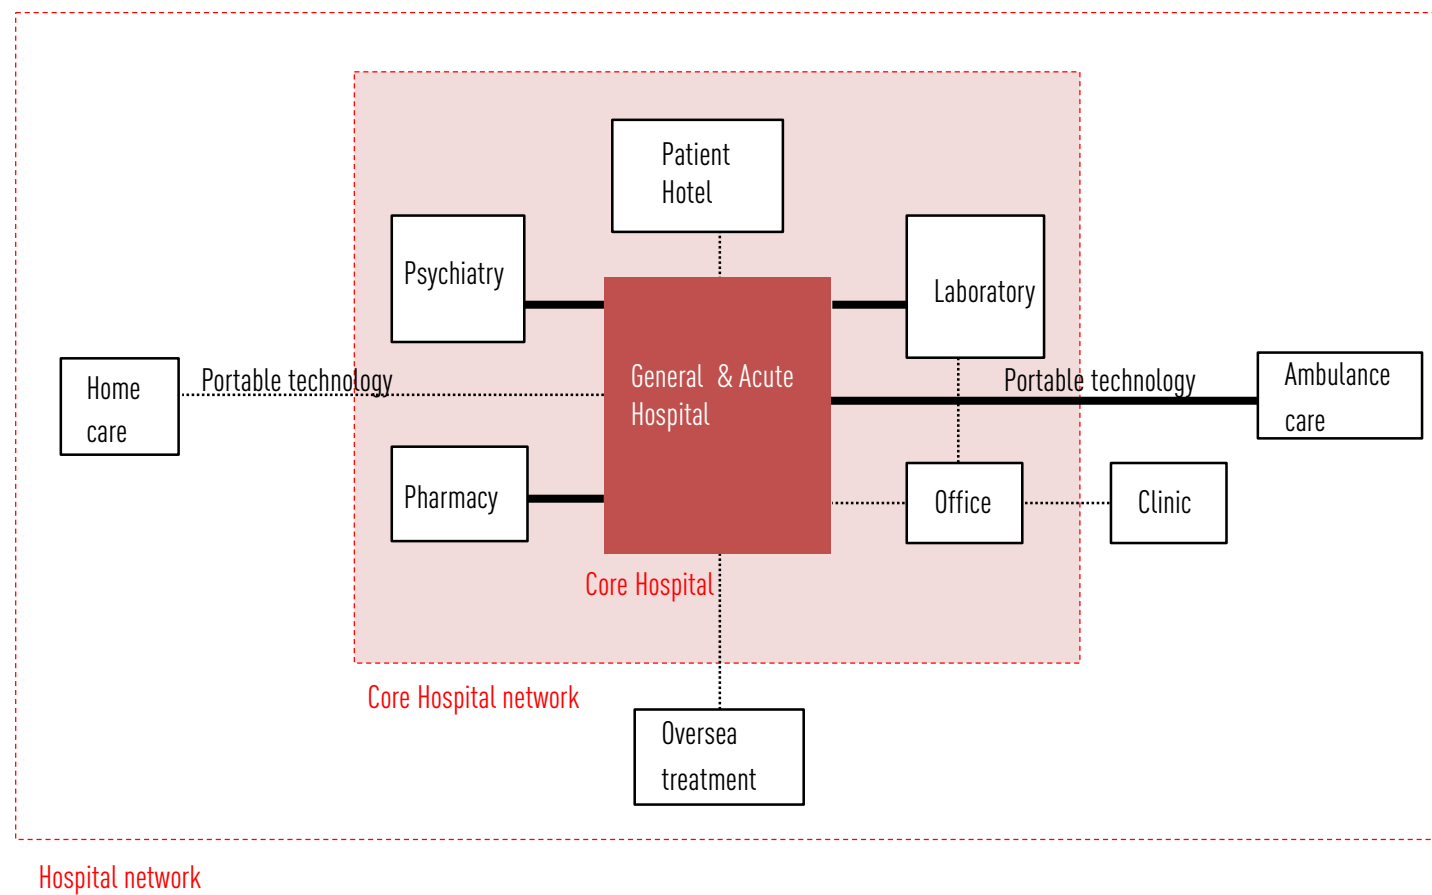 Patient
Hotel
Psychiatry
Laboratory
Home
care
Portable technology
General & Acute
Hospital
Portable technology
Ambulance
care
Pharmacy
Office
Clinic
Core Hospital
Core Hospital network
Oversea
treatment
Hospital network